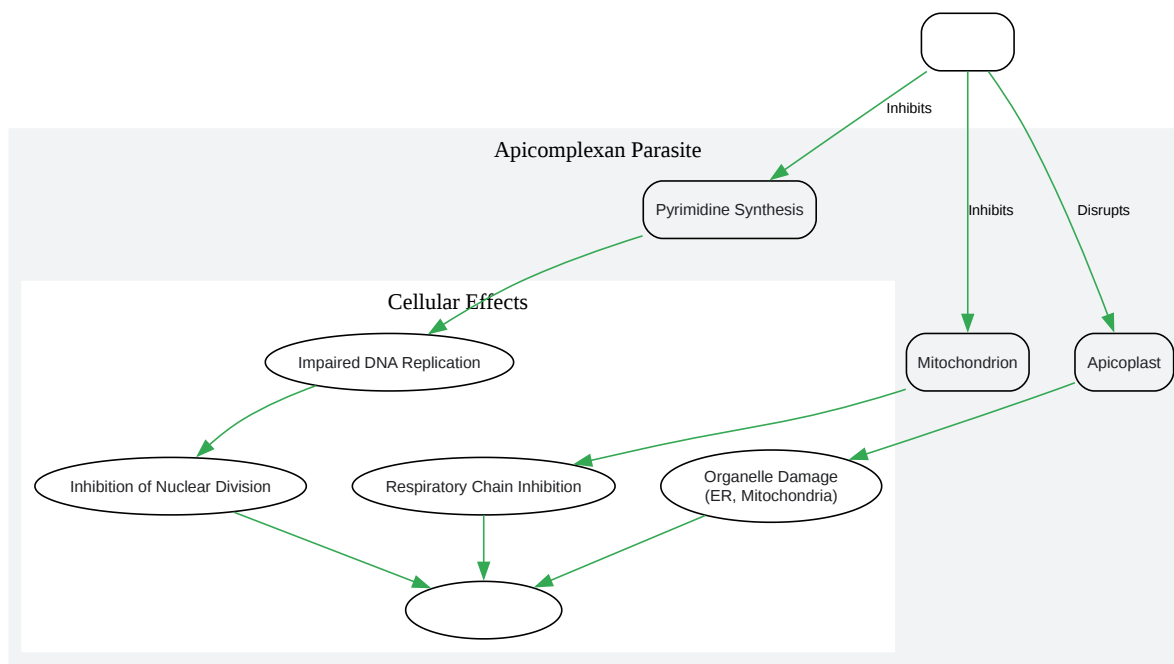 Inhibits
Apicomplexan Parasite
Pyrimidine Synthesis
Inhibits
Disrupts
Cellular Effects
Impaired DNA Replication
Mitochondrion
Apicoplast
Inhibition of Nuclear Division
Respiratory Chain Inhibition
Organelle Damage
(ER, Mitochondria)